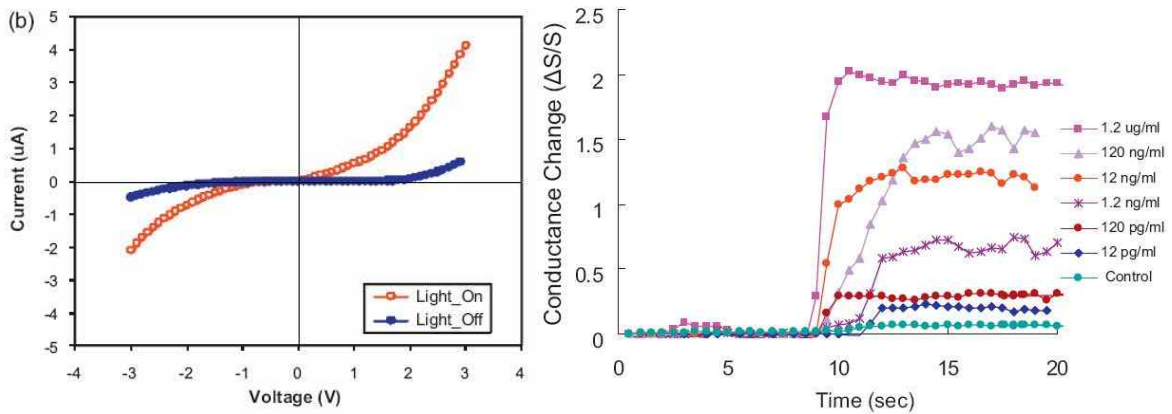 (b)
5
4
3
2
1
0
-1
-2
-3
-4
-5
Current (uA)
-4
-3
-2
-1
0
1
2
3
4
Voltage (V)
Light_On
Light_Off
Conductance Change (ΔS/S)
2.5
2
1.5
1
0.5
0
0
5
10
15
20
Time (sec)
1.2 ug/ml
120 ng/ml
12 ng/ml
1.2 ng/ml
120 pg/ml
12 pg/ml
Control